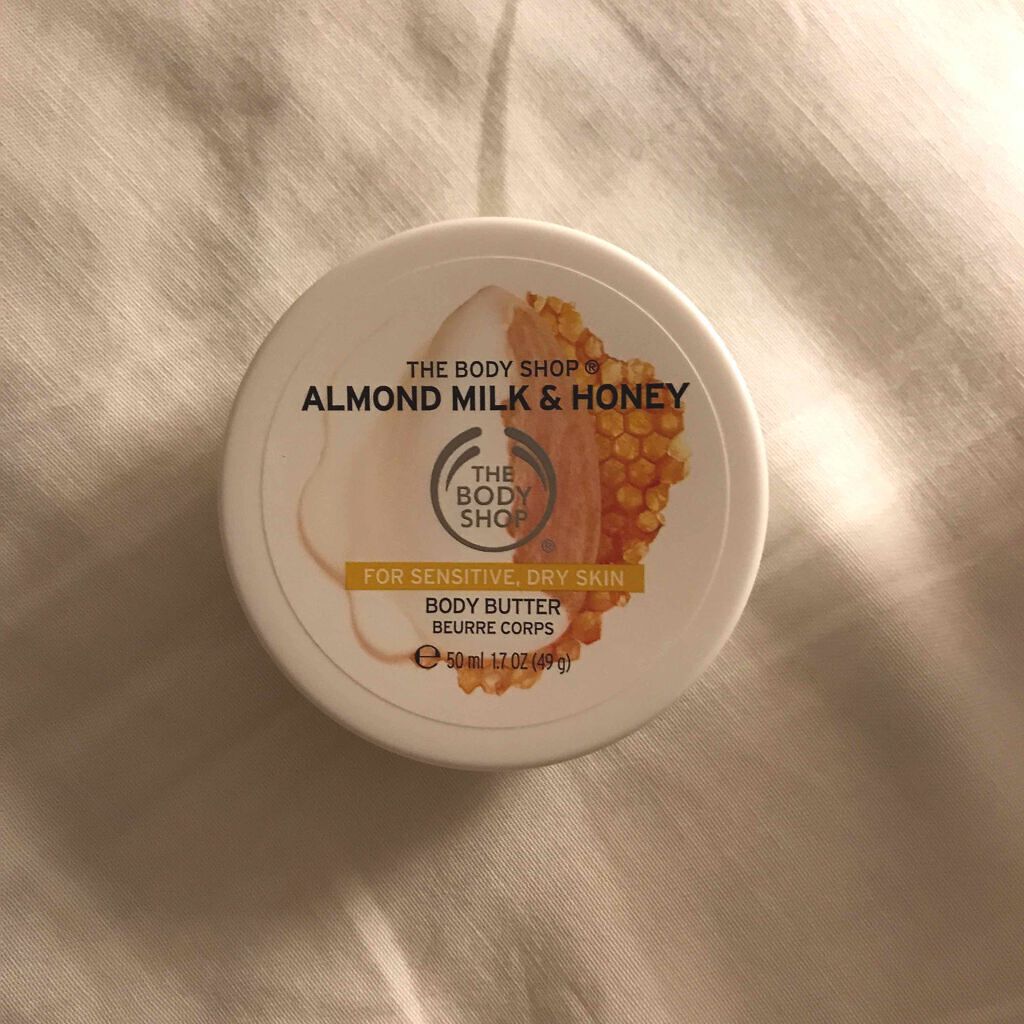 THE BODY SHOP ®
ALMOND MILK & HONEY
THE
BODY
SHOP
®
FOR SENSITIVE, DRY SKIN
BODY BUTTER
BEURRE CORPS
℮ 50 ml 1.7 OZ (49 g)